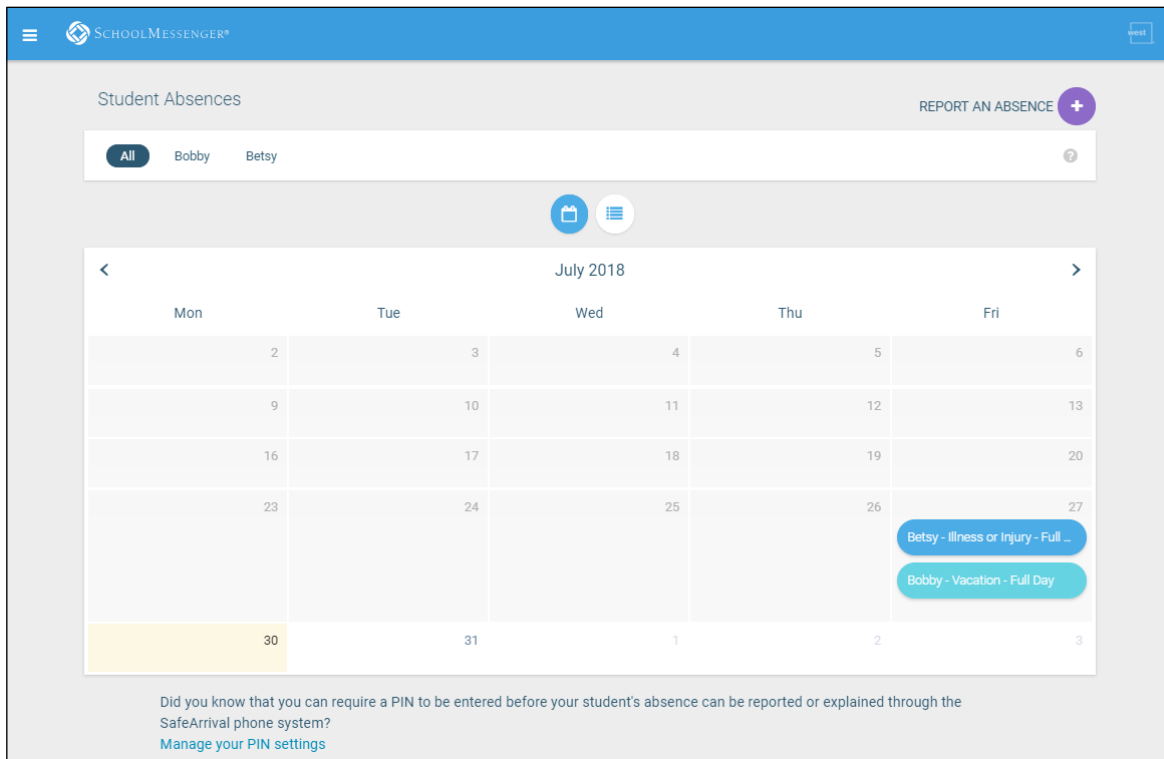 SCHOOLMESSENGER®
west
Student Absences
REPORT AN ABSENCE +
All Bobby Betsy ?
July 2018
Mon Tue Wed Thu Fri
2 3 4 5 6
9 10 11 12 13
16 17 18 19 20
23 24 25 26 27
Betsy - Illness or Injury - Full ...
Bobby - Vacation - Full Day
30 31 1 2 3
Did you know that you can require a PIN to be entered before your student's absence can be reported or explained through the
SafeArrival phone system?
Manage your PIN settings